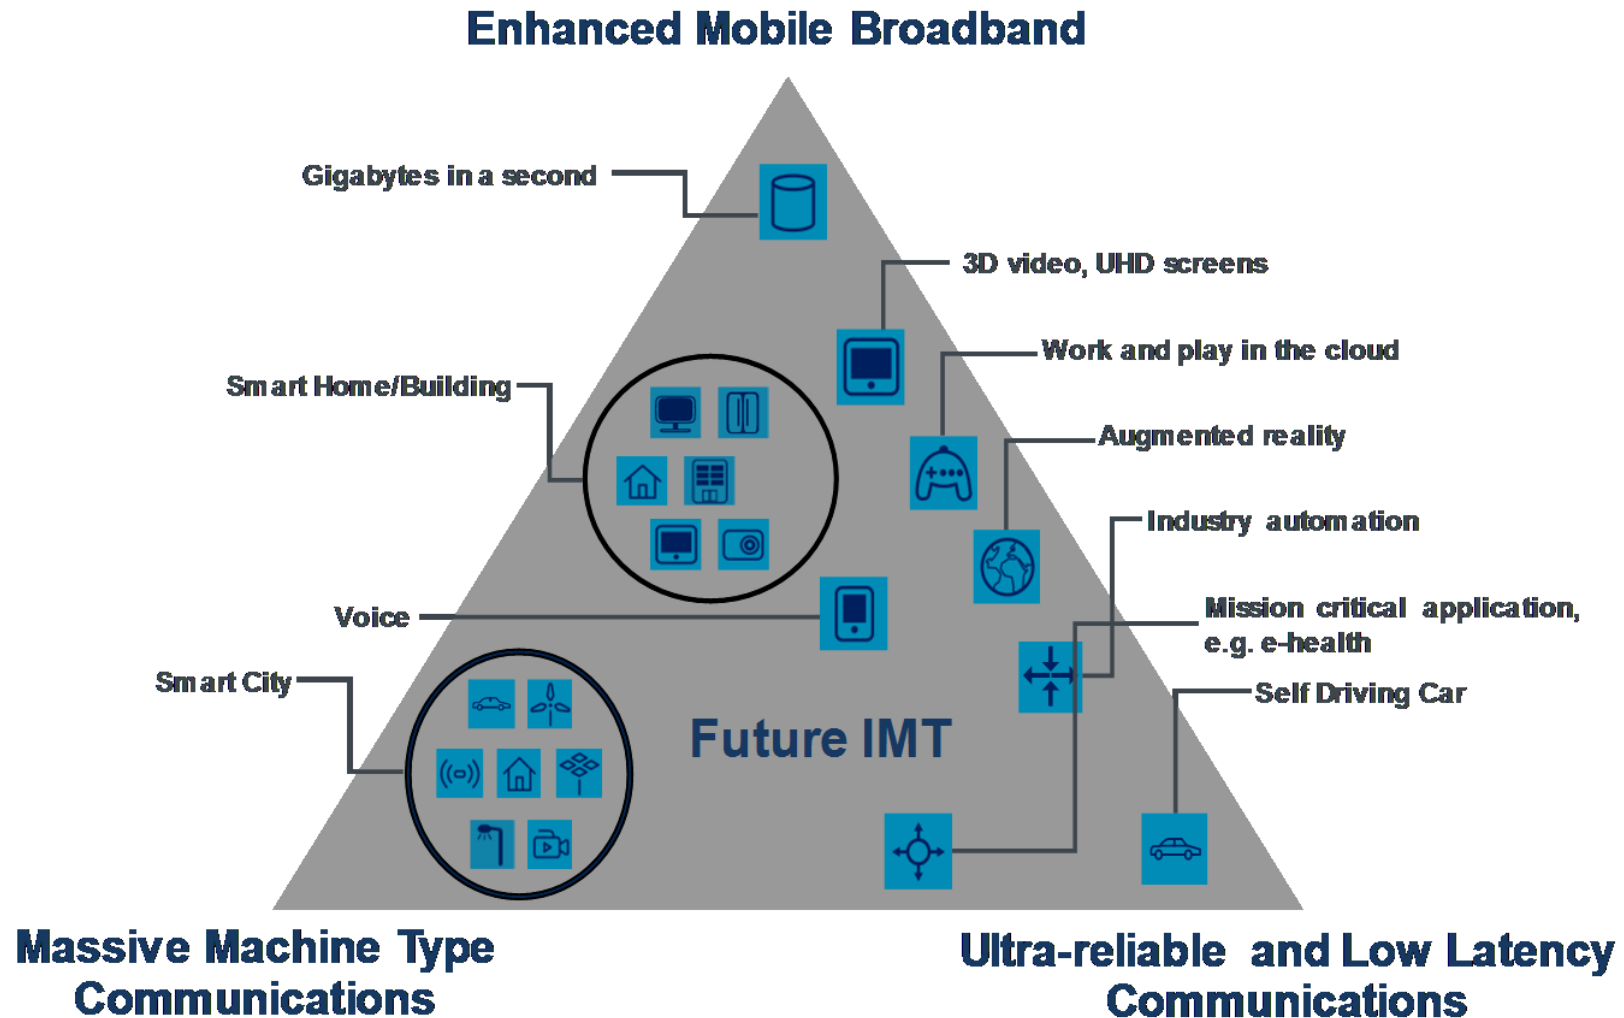 Enhanced Mobile Broadband
Gigabytes in a second
3D video, UHD screens
Work and play in the cloud
Smart Home/Building
Augmented reality
Industry automation
Mission critical application,
e.g. e-health
Voice
Smart City
Self Driving Car
Future IMT
Massive Machine Type
Communications
Ultra-reliable and Low Latency
Communications